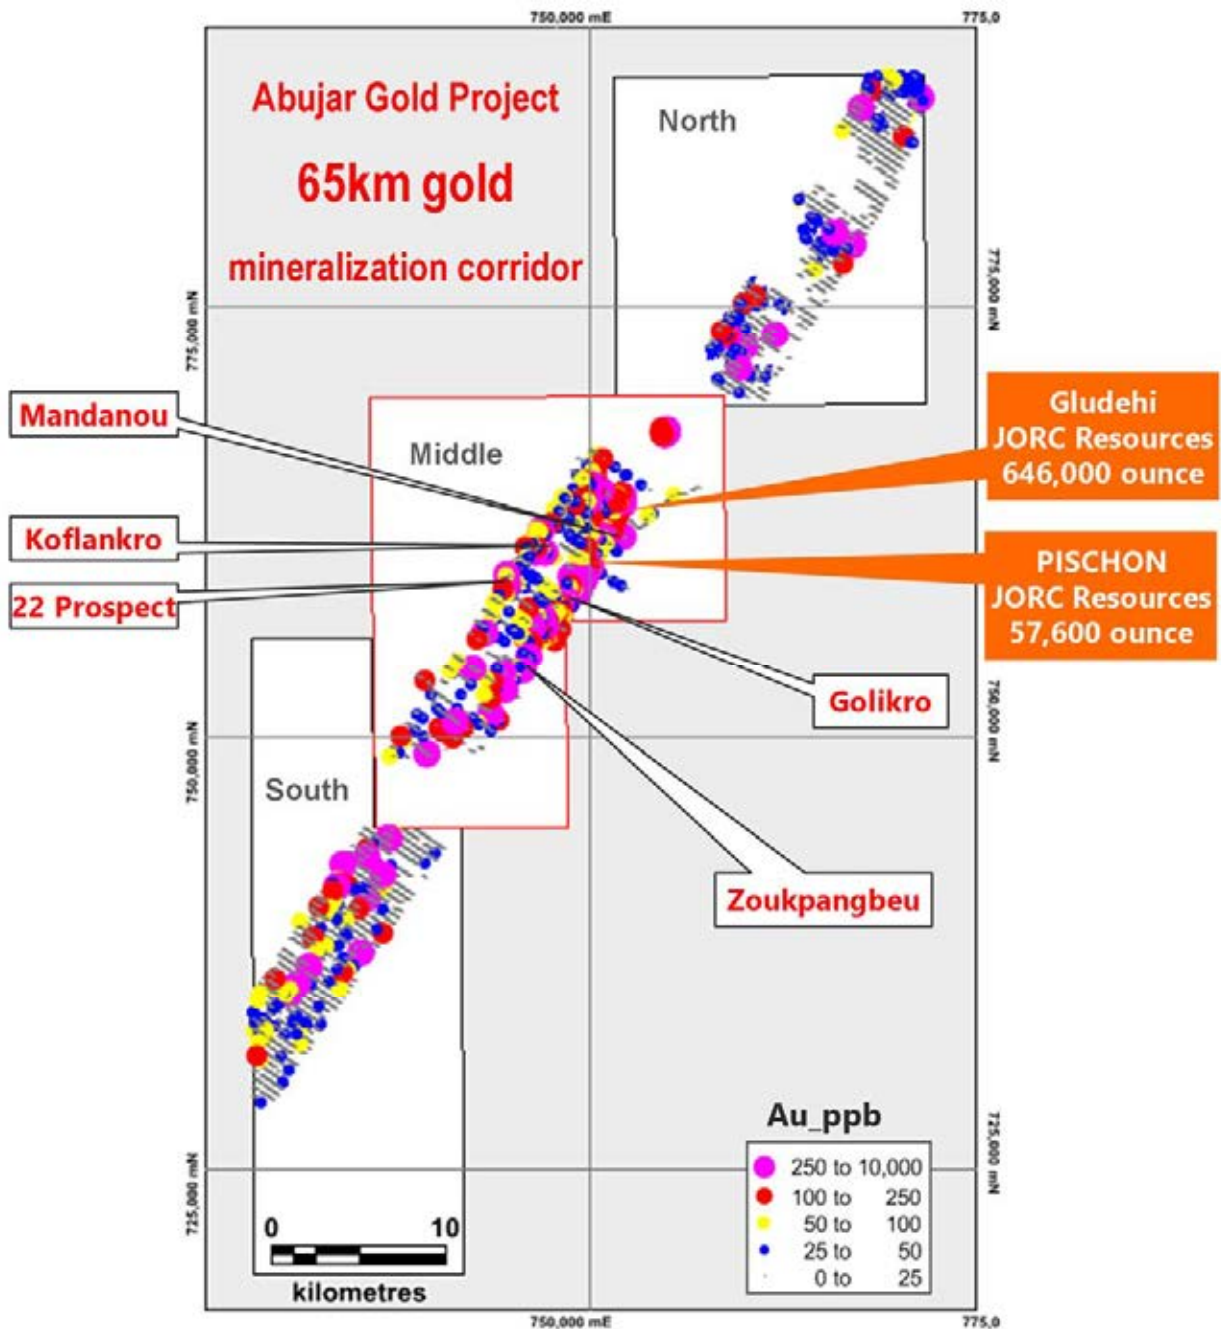 750,000 mE
775,0
Abujar Gold Project
65km gold
mineralization corridor
North
775,000 mN
775,000 mN
Mandanou
Middle
Gludehi
JORC Resources
646,000 ounce
Koflankro
PISCHON
JORC Resources
57,600 ounce
22 Prospect
Golikro
750,000 mN
750,000 mN
South
Zoukpangbeu
Au_ppb
250 to 10,000
100 to 250
50 to 100
25 to 50
0 to 25
725,000 mN
725,000 mN
0 10
kilometres
750,000 mE
775,0